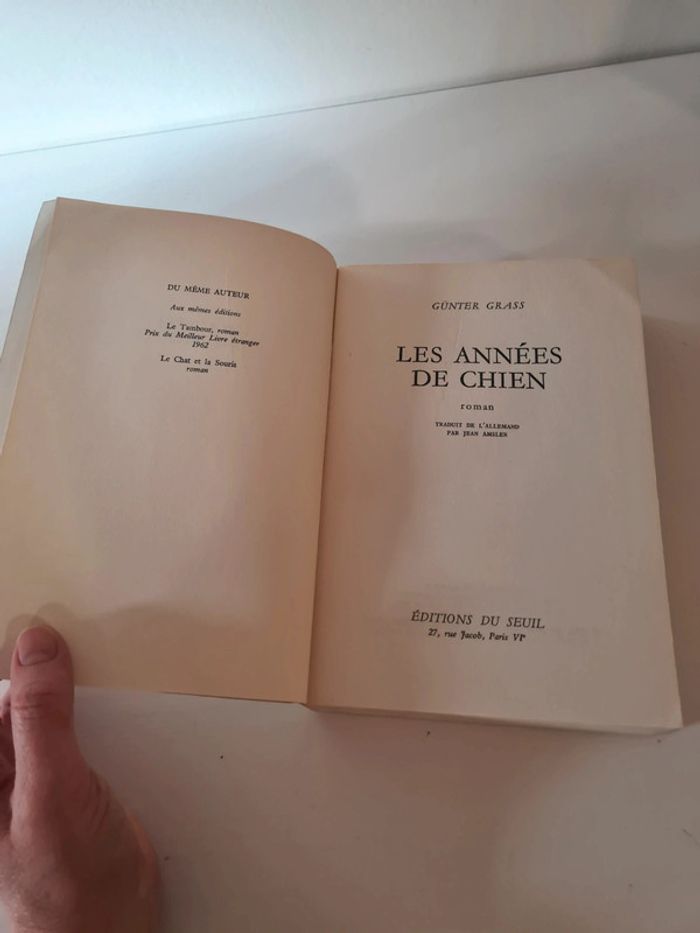 DU MÊME AUTEUR
Aux mêmes éditions
Le Tambour, roman
Prix du Meilleur Livre étranger
1962
Le Chat et la Souris
roman
GÜNTER GRASS
LES ANNÉES
DE CHIEN
roman
TRADUIT DE L'ALLEMAND
PAR JEAN AMSLER
ÉDITIONS DU SEUIL
27, rue Jacob, Paris VIᵉ